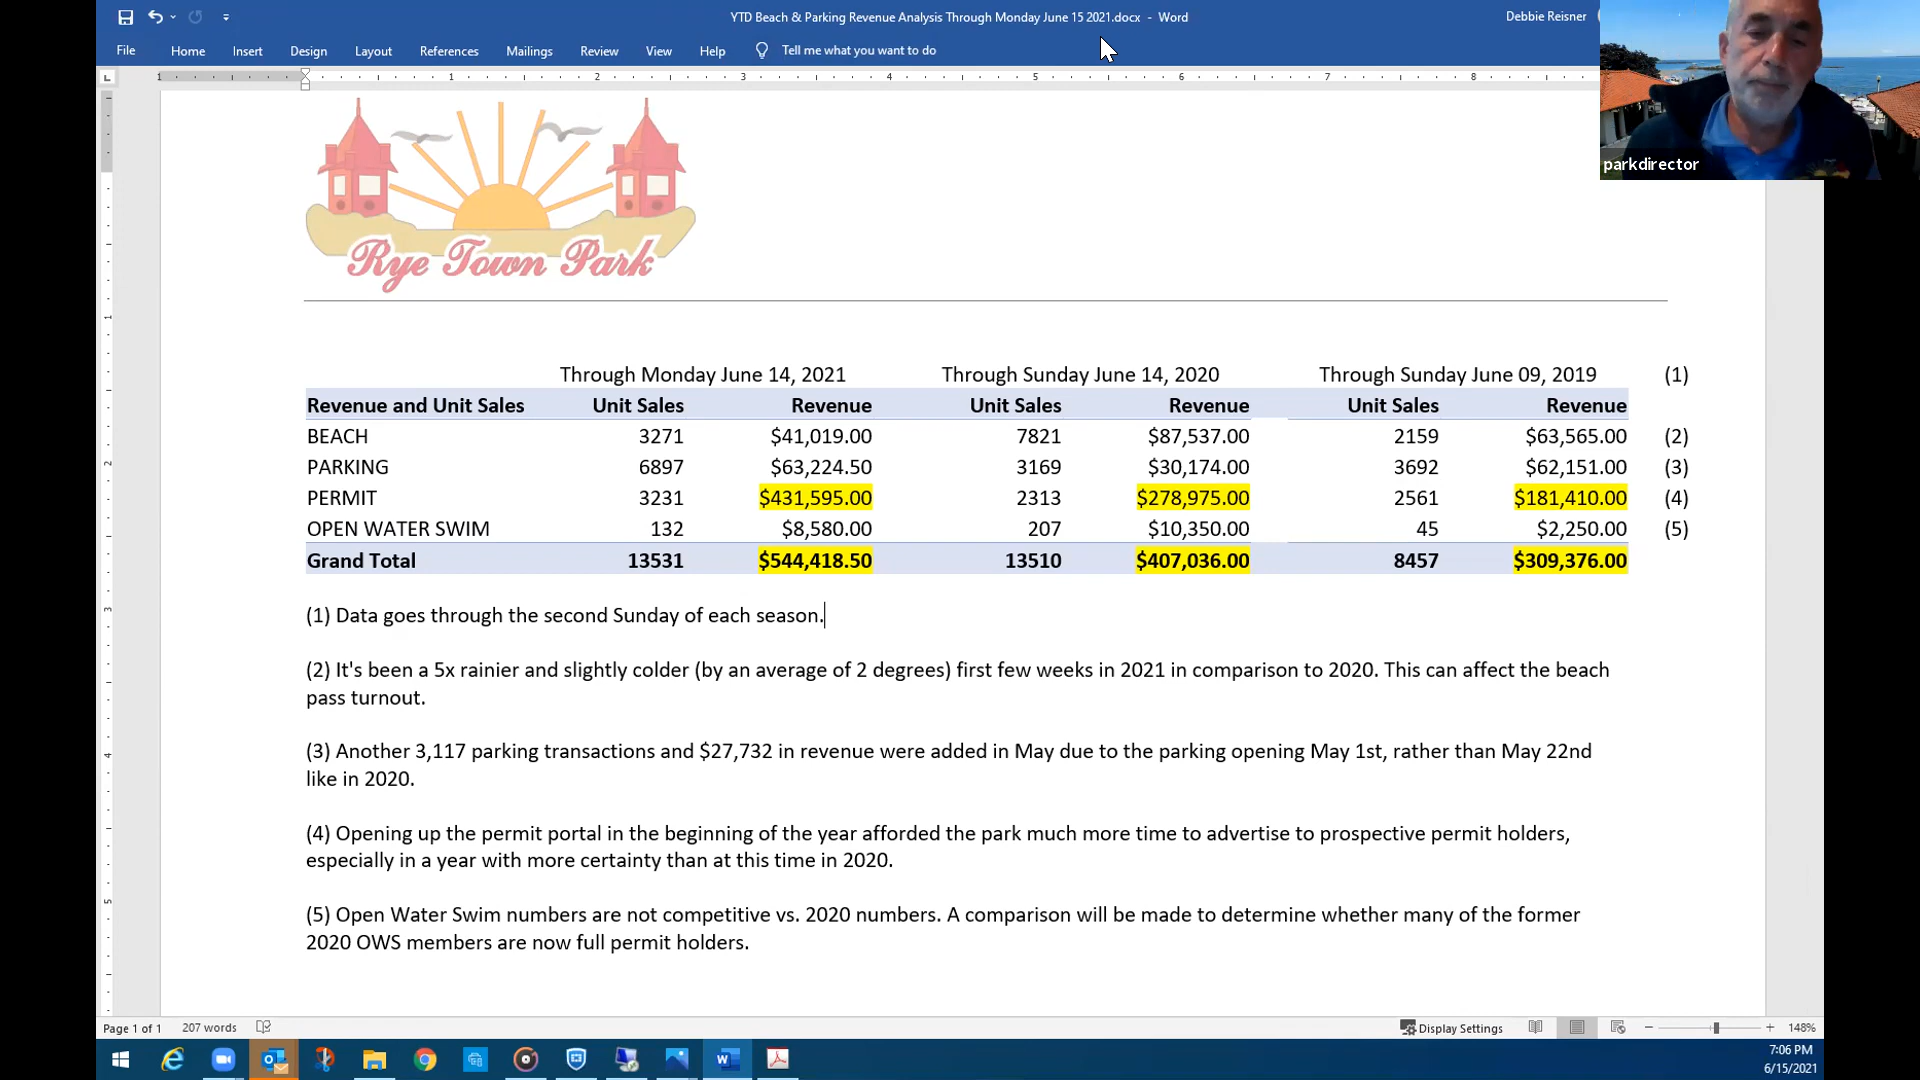 YTD Beach & Parking Revenue Analysis Through Monday June 15 2021.docx - Word
Debbie Reisner
File Home Insert Design Layout References Mailings Review View Help Tell me what you want to do
parkdirector
1 1 2 3 4 5 6 7 8
Rye Town Park
Through Monday June 14, 2021 Through Sunday June 14, 2020 Through Sunday June 09, 2019 (1)
Revenue and Unit Sales Unit Sales Revenue Unit Sales Revenue Unit Sales Revenue
BEACH 3271 $41,019.00 7821 $87,537.00 2159 $63,565.00 (2)
PARKING 6897 $63,224.50 3169 $30,174.00 3692 $62,151.00 (3)
PERMIT 3231 $431,595.00 2313 $278,975.00 2561 $181,410.00 (4)
OPEN WATER SWIM 132 $8,580.00 207 $10,350.00 45 $2,250.00 (5)
Grand Total 13531 $544,418.50 13510 $407,036.00 8457 $309,376.00
(1) Data goes through the second Sunday of each season.
(2) It's been a 5x rainier and slightly colder (by an average of 2 degrees) first few weeks in 2021 in comparison to 2020. This can affect the beach
pass turnout.
(3) Another 3,117 parking transactions and $27,732 in revenue were added in May due to the parking opening May 1st, rather than May 22nd
like in 2020.
(4) Opening up the permit portal in the beginning of the year afforded the park much more time to advertise to prospective permit holders,
especially in a year with more certainty than at this time in 2020.
(5) Open Water Swim numbers are not competitive vs. 2020 numbers. A comparison will be made to determine whether many of the former
2020 OWS members are now full permit holders.
Page 1 of 1 207 words Display Settings 148%
7:06 PM
6/15/2021